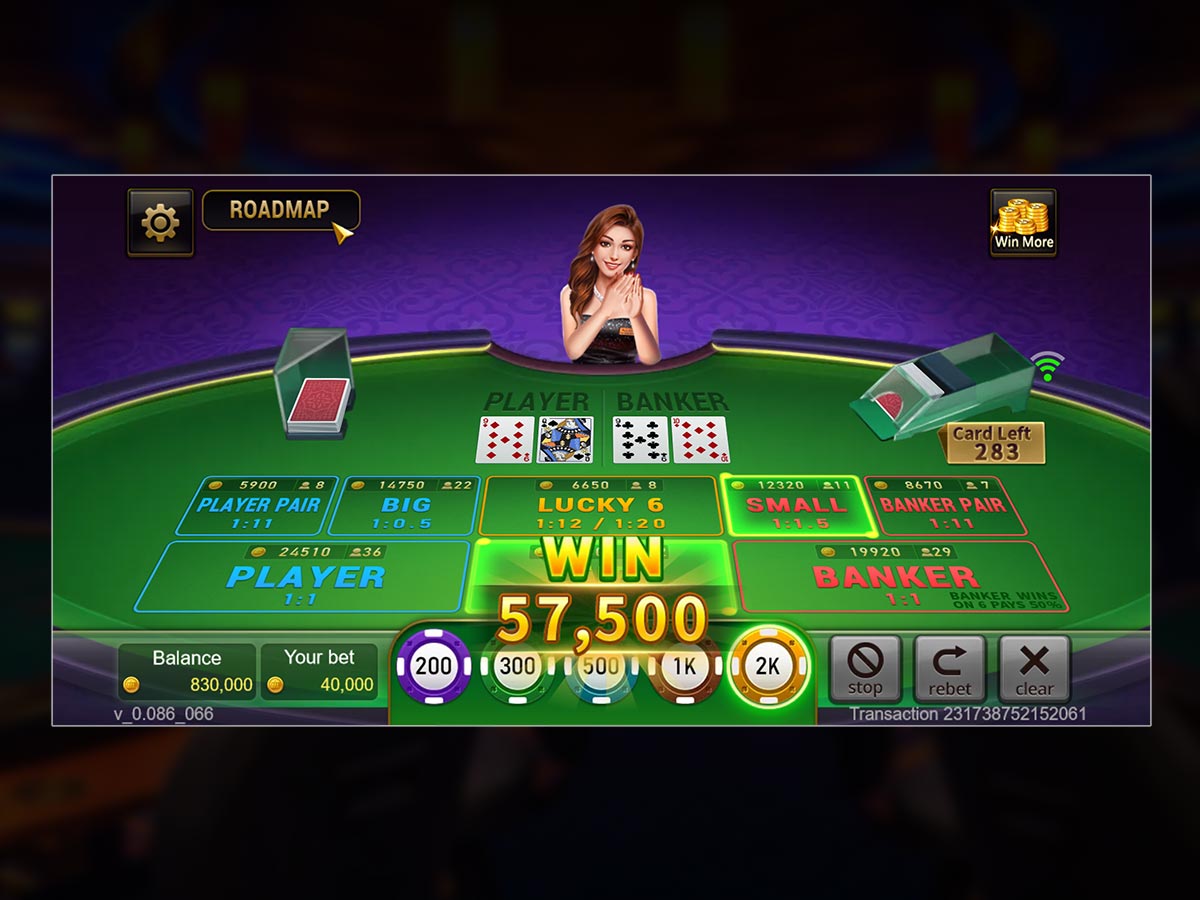 ROADMAP
Win More
PLAYER BANKER
Card Left
283
5900 8
PLAYER PAIR
1:11
14750 22
BIG
1:0.5
6650 8
LUCKY 6
1:12 / 1:20
12320 11
SMALL
1:1.5
8670 7
BANKER PAIR
1:11
24510 36
PLAYER
1:1
WIN
57,500
19920 29
BANKER
1:1
BANKER WINS
ON 6 PAYS 50%
Balance
830,000
Your bet
40,000
200
300
500
1K
2K
stop
rebet
clear
v_0.086_066
Transaction 231738752152061